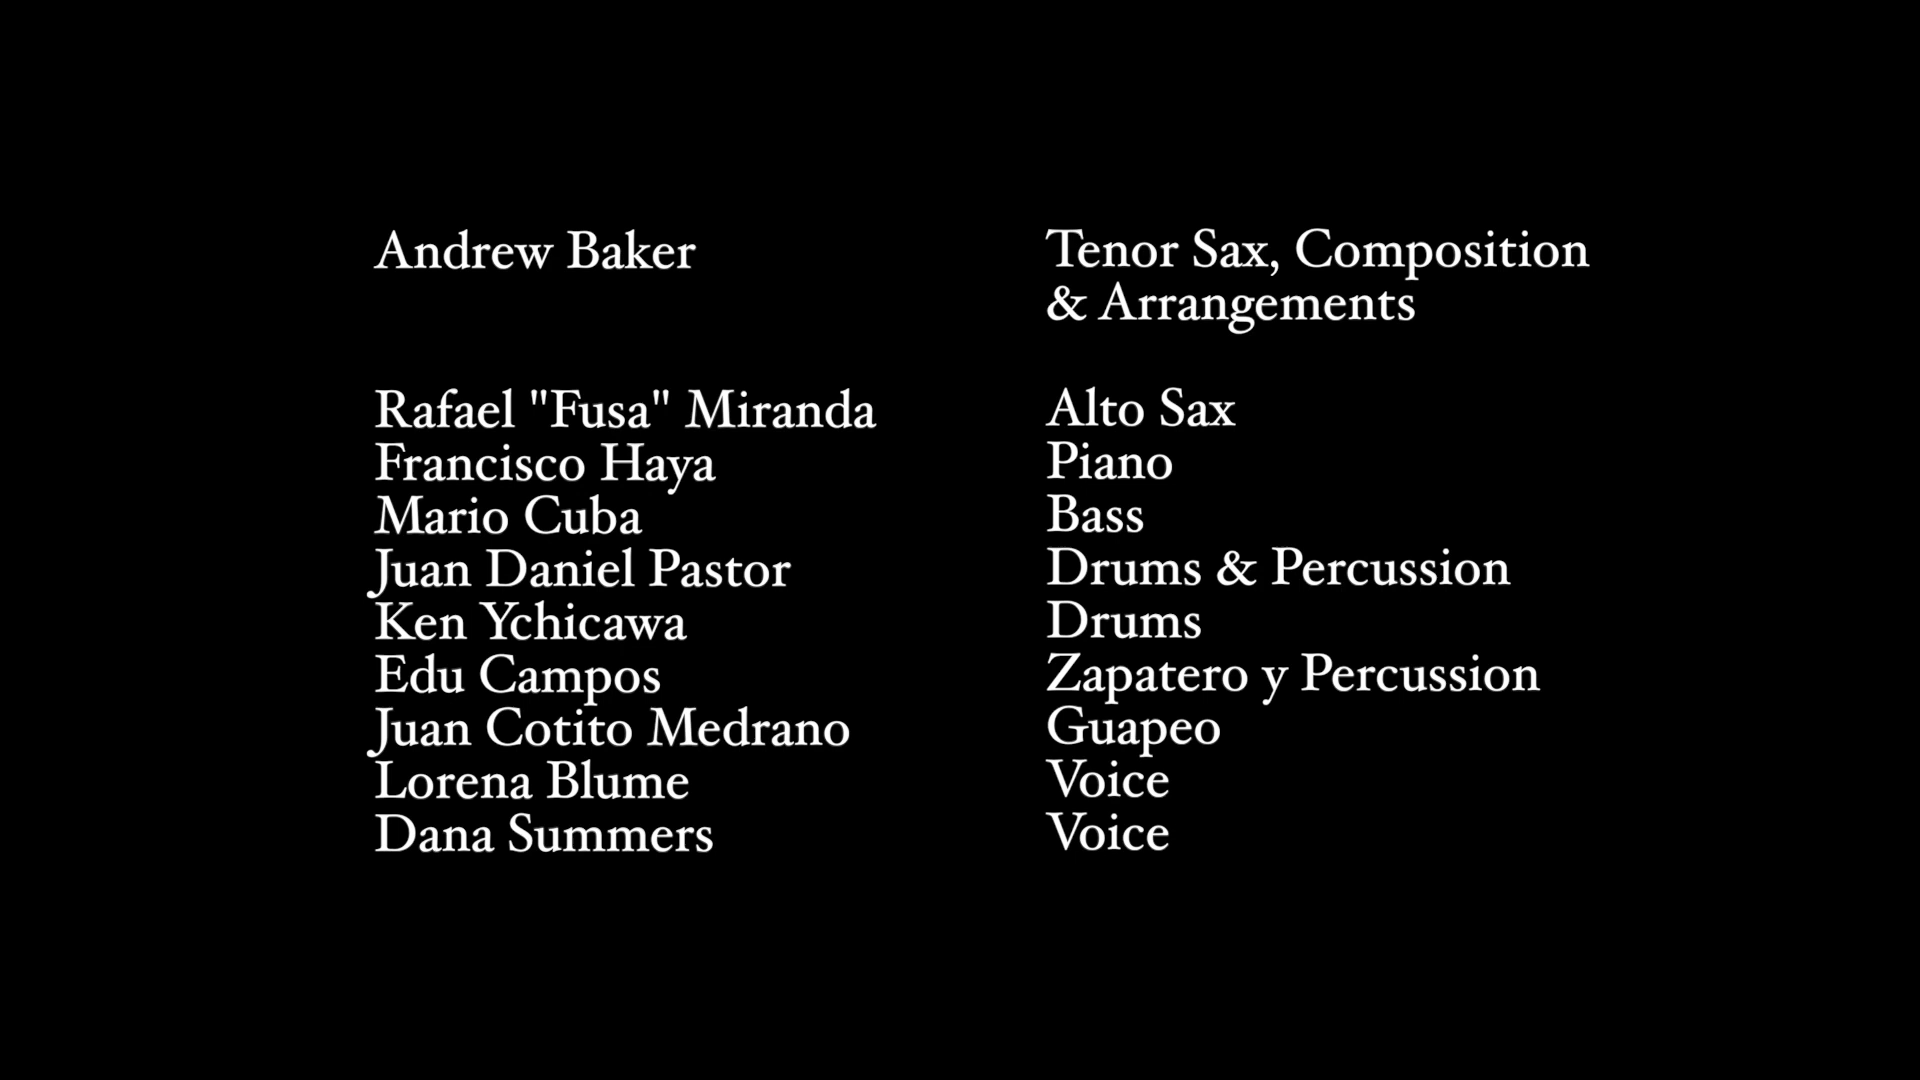 Andrew Baker Tenor Sax, Composition
& Arrangements
Rafael "Fusa" Miranda Alto Sax
Francisco Haya Piano
Mario Cuba Bass
Juan Daniel Pastor Drums & Percussion
Ken Ychicawa Drums
Edu Campos Zapatero y Percussion
Juan Cotito Medrano Guapeo
Lorena Blume Voice
Dana Summers Voice